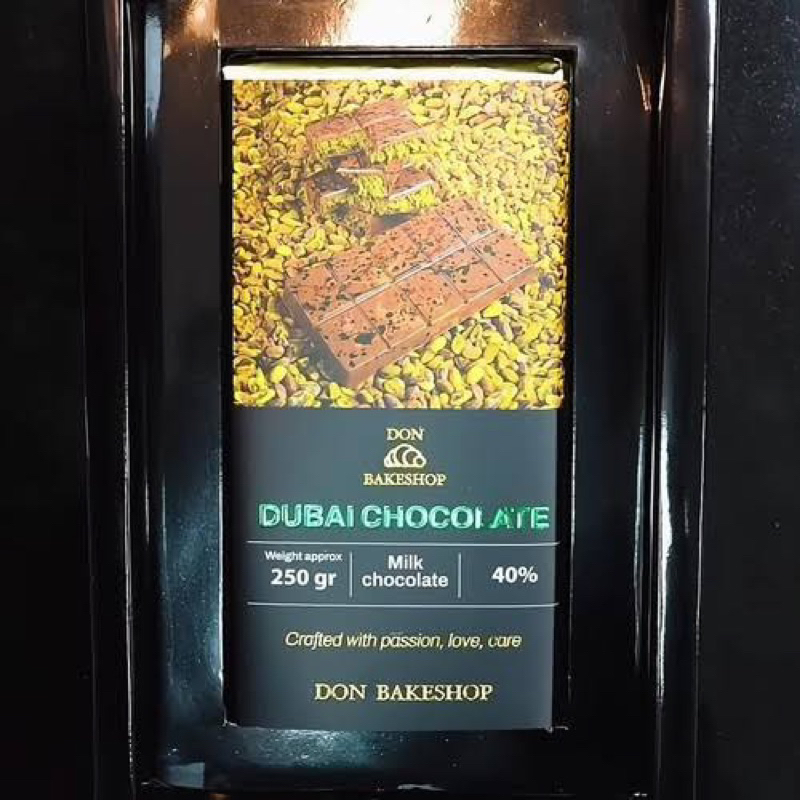 DON
BAKESHOP
DUBAI CHOCOLATE
Weight approx
250 gr
Milk
chocolate
40%
Crafted with passion, love, care
DON BAKESHOP